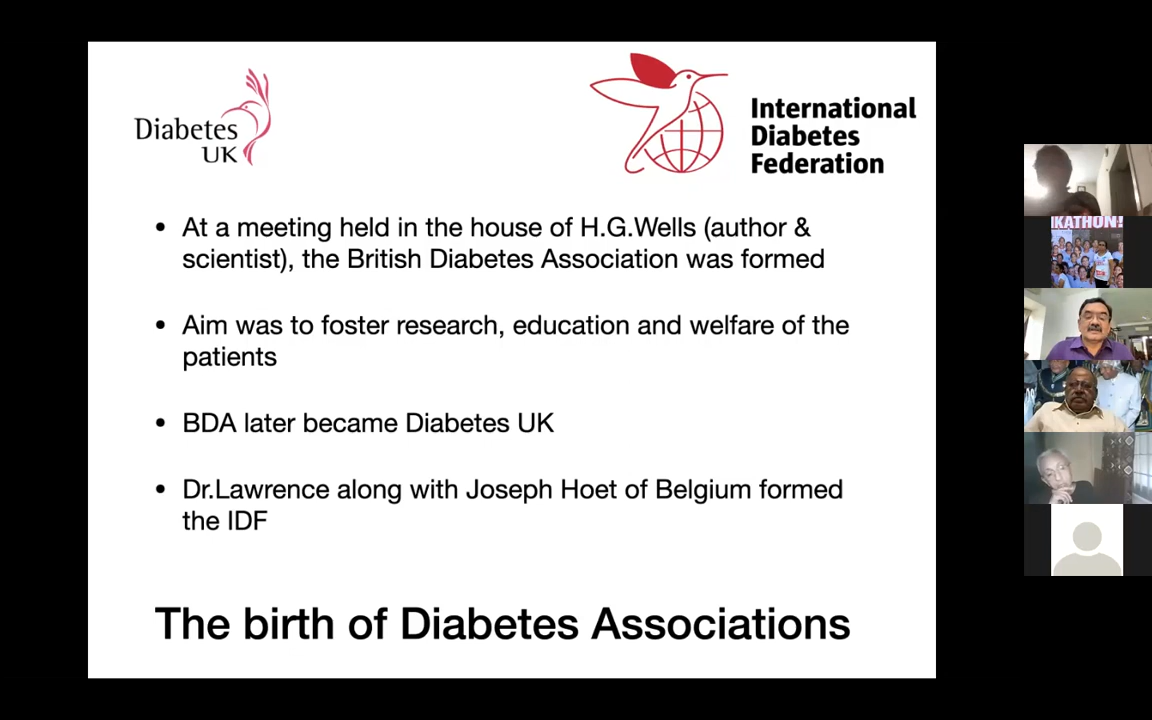 Diabetes
UK
International
Diabetes
Federation
• At a meeting held in the house of H.G.Wells (author &
scientist), the British Diabetes Association was formed
• Aim was to foster research, education and welfare of the
patients
• BDA later became Diabetes UK
• Dr.Lawrence along with Joseph Hoet of Belgium formed
the IDF
The birth of Diabetes Associations